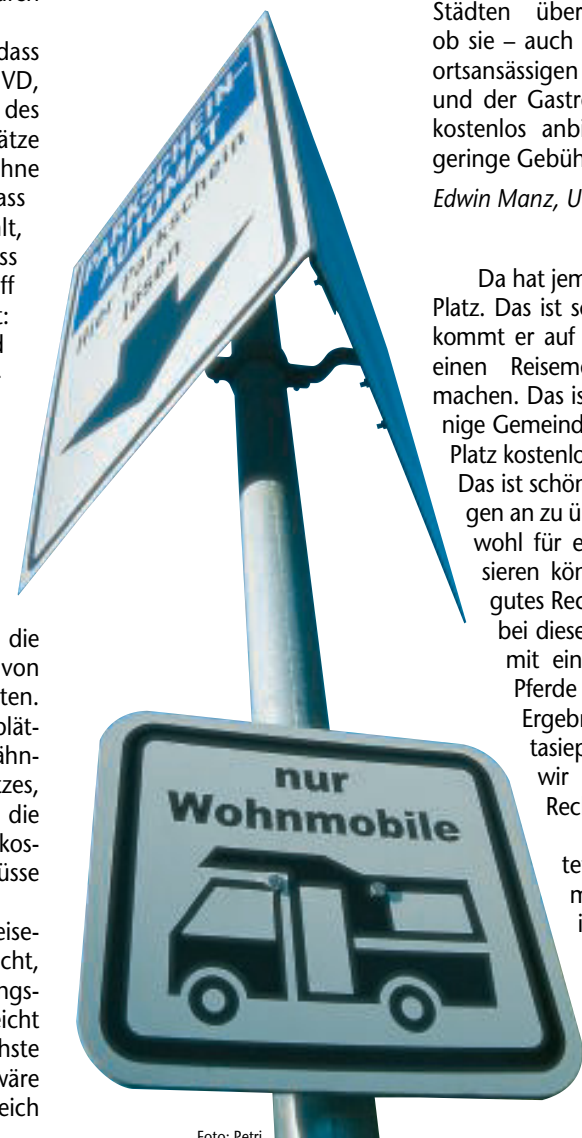 dass
VD,
des
ätze
hne
ass
lt,
ss
ff
t:
d
die
von
ten.
plät-
ähn-
tzes,
die
kos-
üsse
eise-
cht,
ngs-
eicht
hste
wäre
eich
PARKSCHEIN-
AUTOMAT
Hier Parkschein
lösen
nur
Wohnmobile
Foto: Petri
Städten über
ob sie – auch
ortsansässigen
und der Gastro
kostenlos anbi
geringe Gebüh
Edwin Manz, U
Da hat jem
Platz. Das ist s
kommt er auf
einen Reisem
machen. Das is
nige Gemeind
Platz kostenlo
Das ist schön
gen an zu ü
wohl für e
sieren kön
gutes Rec
bei diese
mit ein
Pferde
Ergebn
tasiep
wir
Rec
te
m
i